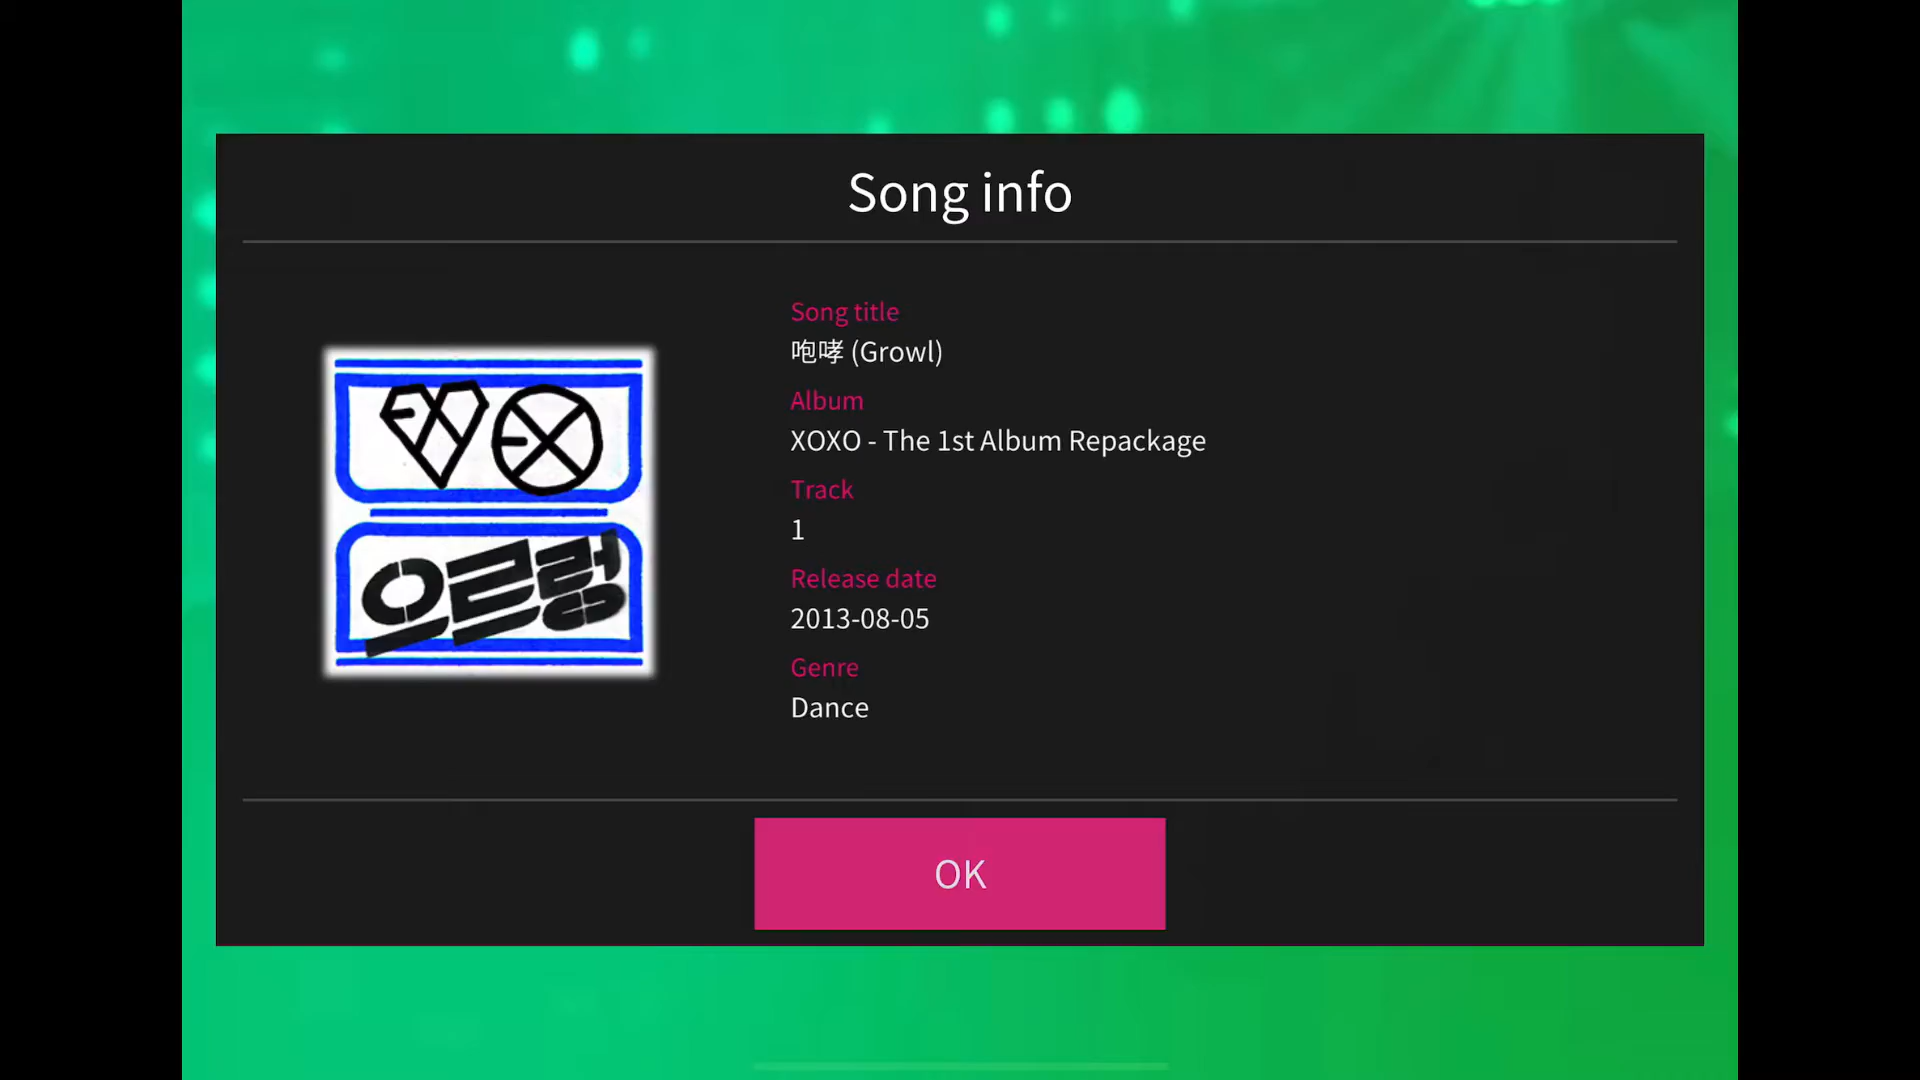 Song info
으르렁
Song title
咆哮 (Growl)
Album
XOXO - The 1st Album Repackage
Track
1
Release date
2013-08-05
Genre
Dance
OK